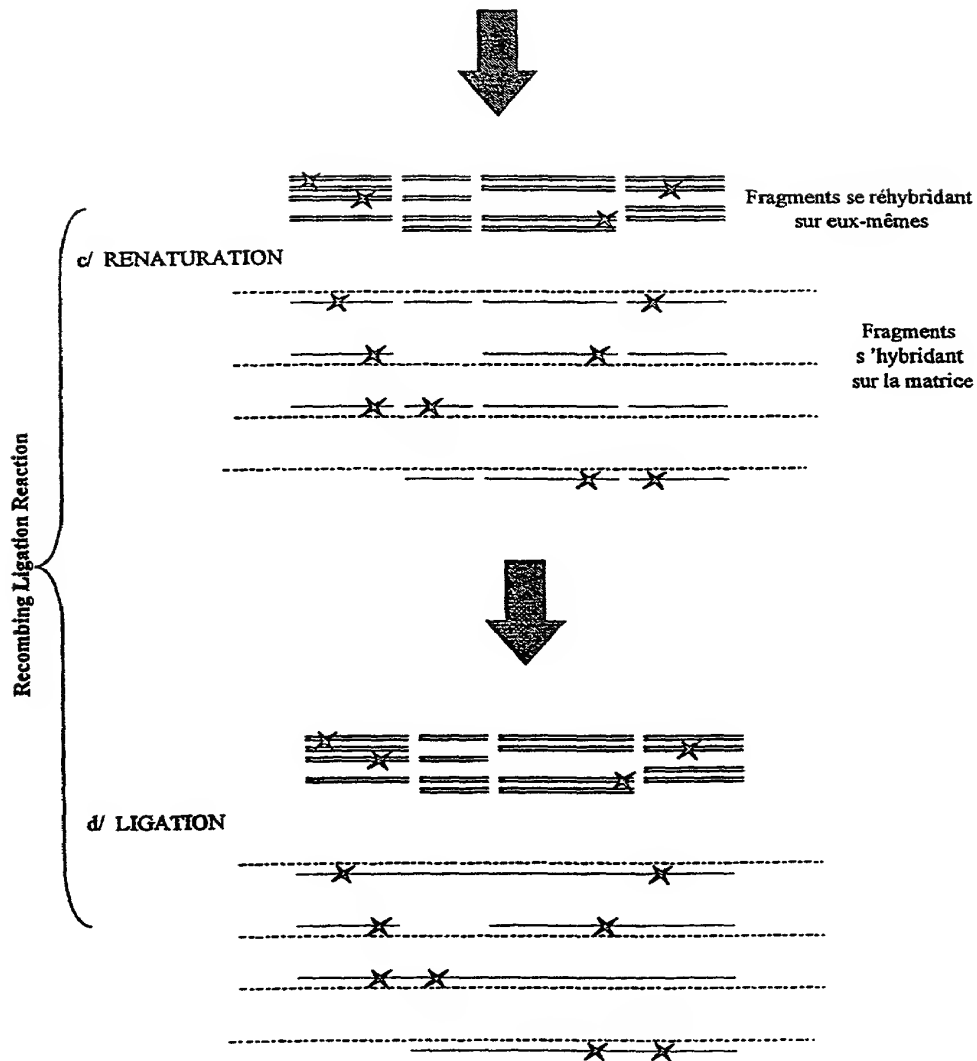 Fragments se réhybridant
sur eux-mêmes
c/ RENATURATION
Fragments
s 'hybridant
sur la matrice
Recombing Ligation Reaction
d/ LIGATION